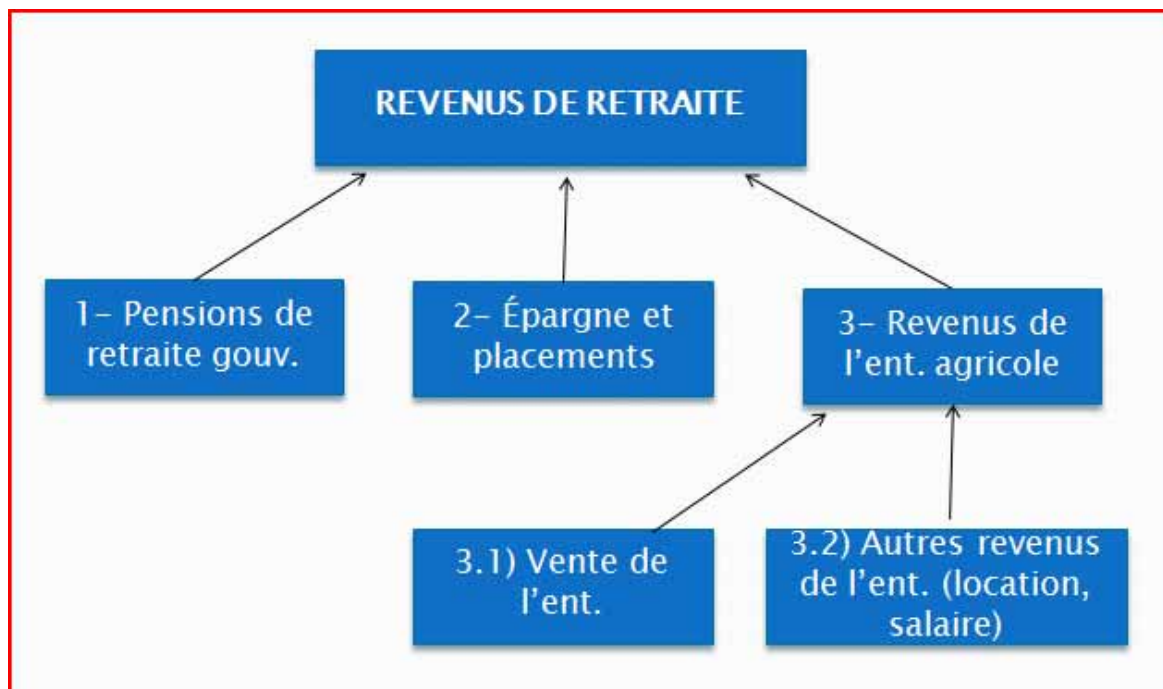 REVENUS DE RETRAITE
1- Pensions de
retraite gouv.
2- Épargne et
placements
3- Revenus de
l'ent. agricole
3.1) Vente de
l'ent.
3.2) Autres revenus
de l'ent. (location,
salaire)